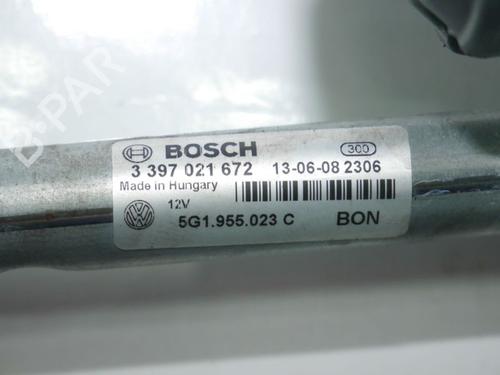 BOSCH 300
3 397 021 672 13-06-08 2306
Made in Hungary
12V
5G1.955.023 C BON
B-PAR